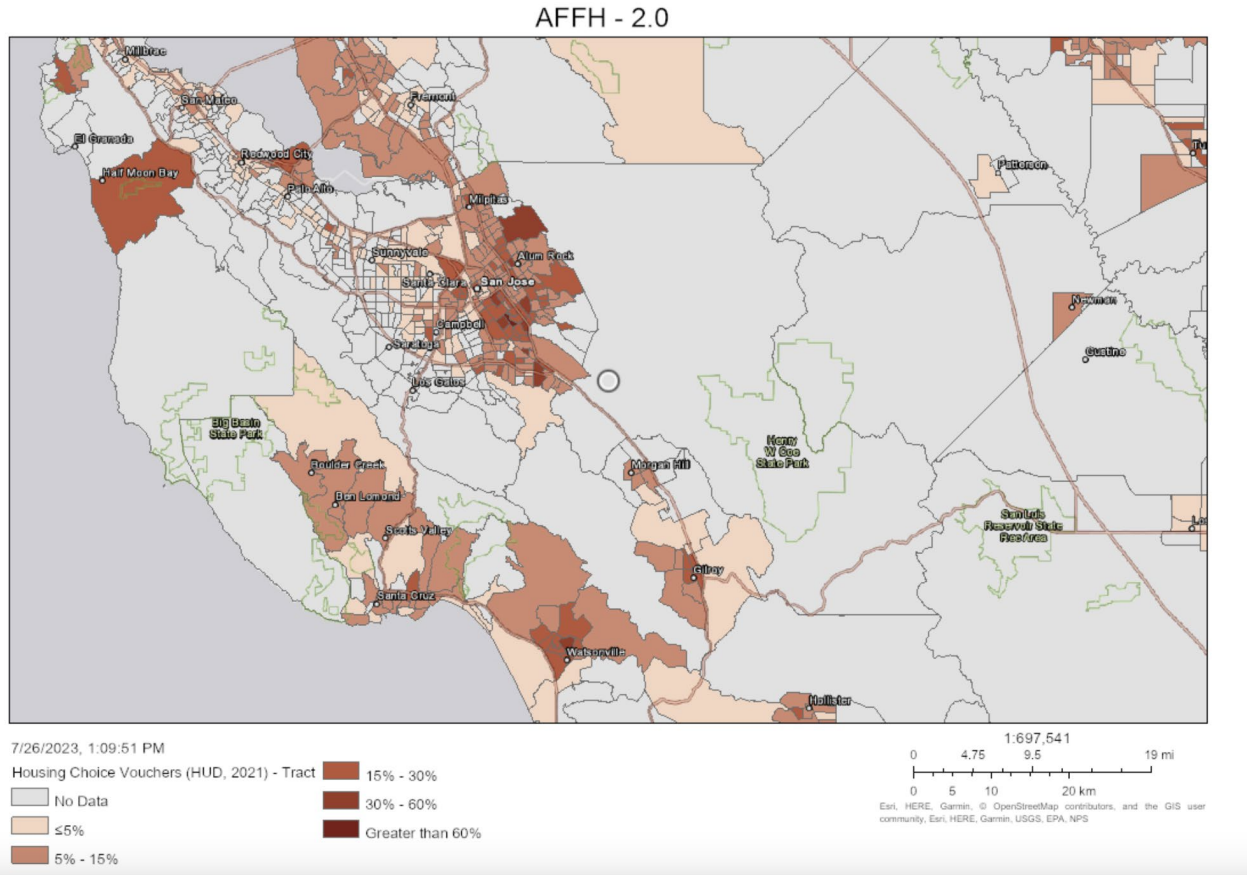 AFFH - 2.0
Millbrae
San Mateo
Fremont
El Granada
Redwood City
Half Moon Bay
Palo Alto
Patterson
Tu
Milpitas
Sunnyvale
Alum Rock
Santa Clara
San Jose
Newman
Campbell
Saratoga
Gustine
Los Gatos
Big Basin
State Park
Henry
W Coe
State Park
Boulder Creek
Morgan Hill
Ben Lomond
San Luis
Reservoir State
Rec Area
Los
Scotts Valley
Gilroy
Santa Cruz
Watsonville
Hollister
7/26/2023, 1:09:51 PM
Housing Choice Vouchers (HUD, 2021) - Tract
No Data
≤5%
5% - 15%
15% - 30%
30% - 60%
Greater than 60%
1:697,541
0 4.75 9.5 19 mi
0 5 10 20 km
Esri, HERE, Garmin, © OpenStreetMap contributors, and the GIS user
community, Esri, HERE, Garmin, USGS, EPA, NPS